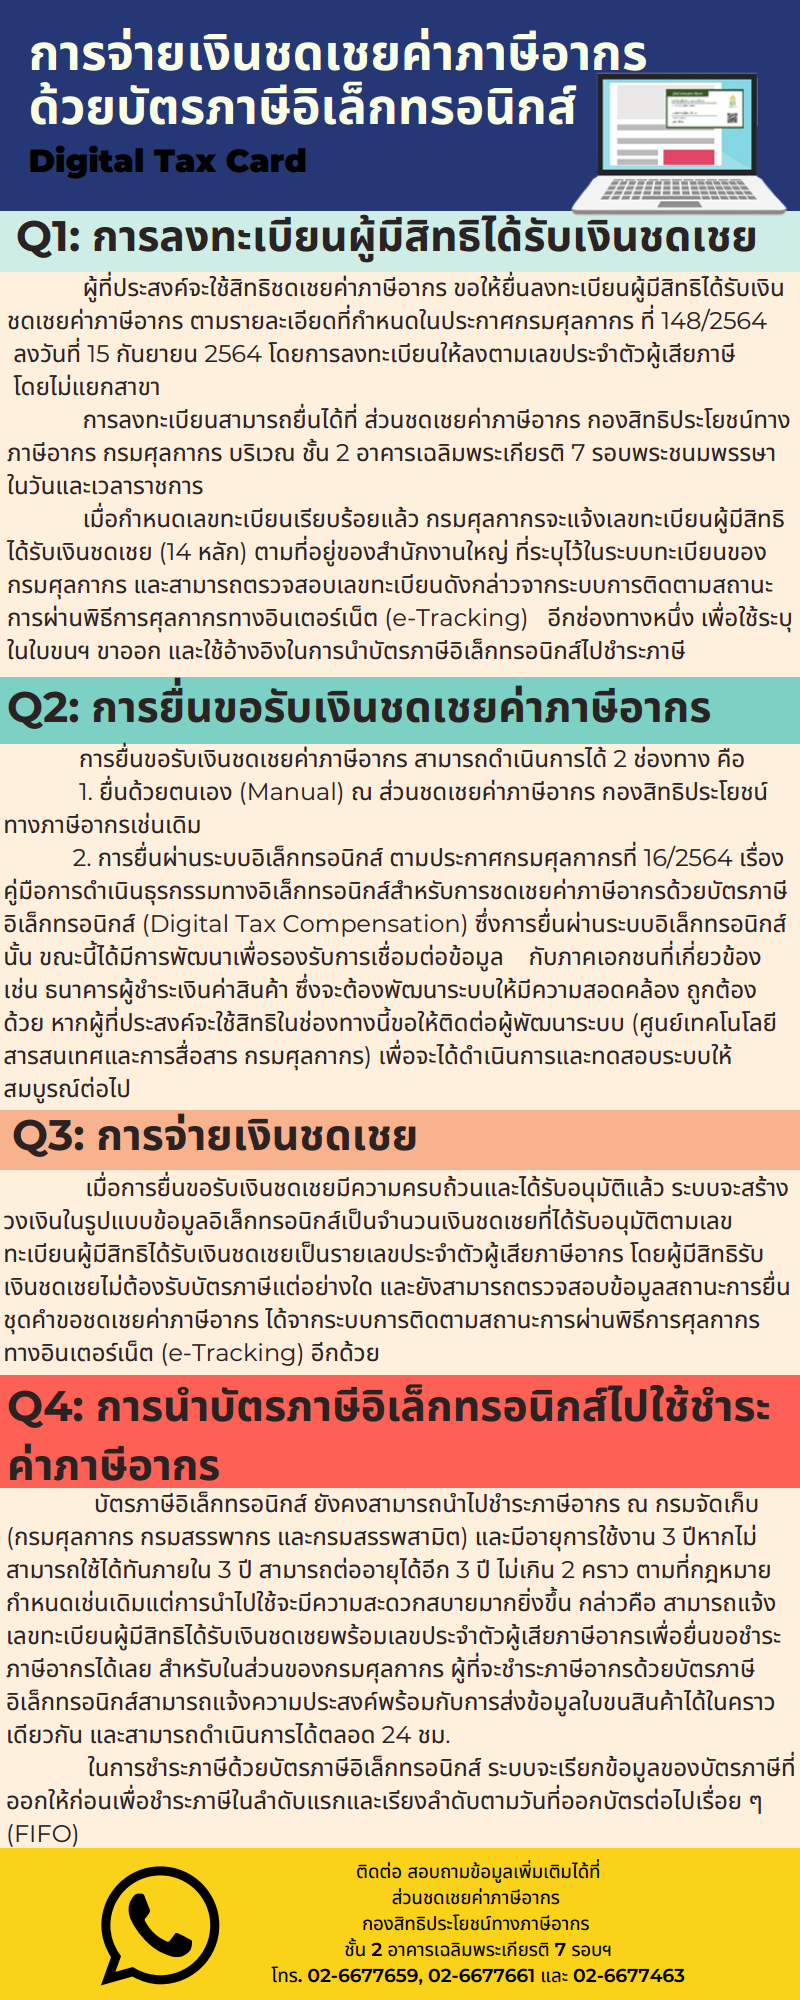 การจ่ายเงินชดเชยค่าภาษีอากร
ด้วยบัตรภาษีอิเล็กทรอนิกส์
Digital Tax Card
Q1: การลงทะเบียนผู้มีสิทธิได้รับเงินชดเชย
ผู้ที่ประสงค์จะใช้สิทธิชดเชยค่าภาษีอากร ขอให้ยื่นลงทะเบียนผู้มีสิทธิได้รับเงิน
ชดเชยค่าภาษีอากร ตามรายละเอียดที่กำหนดในประกาศกรมศุลกากร ที่ 148/2564
ลงวันที่ 15 กันยายน 2564 โดยการลงทะเบียนให้ลงตามเลขประจำตัวผู้เสียภาษี
โดยไม่แยกสาขา
การลงทะเบียนสามารถยื่นได้ที่ ส่วนชดเชยค่าภาษีอากร กองสิทธิประโยชน์ทาง
ภาษีอากร กรมศุลกากร บริเวณ ชั้น 2 อาคารเฉลิมพระเกียรติ 7 รอบพระชนมพรรษา
ในวันและเวลาราชการ
เมื่อกำหนดเลขทะเบียนเรียบร้อยแล้ว กรมศุลกากรจะแจ้งเลขทะเบียนผู้มีสิทธิ
ได้รับเงินชดเชย (14 หลัก) ตามที่อยู่ของสำนักงานใหญ่ ที่ระบุไว้ในระบบทะเบียนของ
กรมศุลกากร และสามารถตรวจสอบเลขทะเบียนดังกล่าวจากระบบการติดตามสถานะ
การผ่านพิธีการศุลกากรทางอินเตอร์เน็ต (e-Tracking) อีกช่องทางหนึ่ง เพื่อใช้ระบุ
ในใบขนฯ ขาออก และใช้อ้างอิงในการนำบัตรภาษีอิเล็กทรอนิกส์ไปชำระภาษี
Q2: การยื่นขอรับเงินชดเชยค่าภาษีอากร
การยื่นขอรับเงินชดเชยค่าภาษีอากร สามารถดำเนินการได้ 2 ช่องทาง คือ
1. ยื่นด้วยตนเอง (Manual) ณ ส่วนชดเชยค่าภาษีอากร กองสิทธิประโยชน์
ทางภาษีอากรเช่นเดิม
2. การยื่นผ่านระบบอิเล็กทรอนิกส์ ตามประกาศกรมศุลกากรที่ 16/2564 เรื่อง
คู่มือการดำเนินธุรกรรมทางอิเล็กทรอนิกส์สำหรับการชดเชยค่าภาษีอากรด้วยบัตรภาษี
อิเล็กทรอนิกส์ (Digital Tax Compensation) ซึ่งการยื่นผ่านระบบอิเล็กทรอนิกส์
นั้น ขณะนี้ได้มีการพัฒนาเพื่อรองรับการเชื่อมต่อข้อมูล กับภาคเอกชนที่เกี่ยวข้อง
เช่น ธนาคารผู้ชำระเงินค่าสินค้า ซึ่งจะต้องพัฒนาระบบให้มีความสอดคล้อง ถูกต้อง
ด้วย หากผู้ที่ประสงค์จะใช้สิทธิในช่องทางนี้ขอให้ติดต่อผู้พัฒนาระบบ (ศูนย์เทคโนโลยี
สารสนเทศและการสื่อสาร กรมศุลกากร) เพื่อจะได้ดำเนินการและทดสอบระบบให้
สมบูรณ์ต่อไป
Q3: การจ่ายเงินชดเชย
เมื่อการยื่นขอรับเงินชดเชยมีความครบถ้วนและได้รับอนุมัติแล้ว ระบบจะสร้าง
วงเงินในรูปแบบข้อมูลอิเล็กทรอนิกส์เป็นจำนวนเงินชดเชยที่ได้รับอนุมัติตามเลข
ทะเบียนผู้มีสิทธิได้รับเงินชดเชยเป็นรายเลขประจำตัวผู้เสียภาษีอากร โดยผู้มีสิทธิรับ
เงินชดเชยไม่ต้องรับบัตรภาษีแต่อย่างใด และยังสามารถตรวจสอบข้อมูลสถานะการยื่น
ชุดคำขอชดเชยค่าภาษีอากร ได้จากระบบการติดตามสถานะการผ่านพิธีการศุลกากร
ทางอินเตอร์เน็ต (e-Tracking) อีกด้วย
Q4: การนำบัตรภาษีอิเล็กทรอนิกส์ไปใช้ชำระ
ค่าภาษีอากร
บัตรภาษีอิเล็กทรอนิกส์ ยังคงสามารถนำไปชำระภาษีอากร ณ กรมจัดเก็บ
(กรมศุลกากร กรมสรรพากร และกรมสรรพสามิต) และมีอายุการใช้งาน 3 ปีหากไม่
สามารถใช้ได้ทันภายใน 3 ปี สามารถต่ออายุได้อีก 3 ปี ไม่เกิน 2 คราว ตามที่กฎหมาย
กำหนดเช่นเดิมแต่การนำไปใช้จะมีความสะดวกสบายมากยิ่งขึ้น กล่าวคือ สามารถแจ้ง
เลขทะเบียนผู้มีสิทธิได้รับเงินชดเชยพร้อมเลขประจำตัวผู้เสียภาษีอากรเพื่อยื่นขอชำระ
ภาษีอากรได้เลย สำหรับในส่วนของกรมศุลกากร ผู้ที่จะชำระภาษีอากรด้วยบัตรภาษี
อิเล็กทรอนิกส์สามารถแจ้งความประสงค์พร้อมกับการส่งข้อมูลใบขนสินค้าได้ในคราว
เดียวกัน และสามารถดำเนินการได้ตลอด 24 ชม.
ในการชำระภาษีด้วยบัตรภาษีอิเล็กทรอนิกส์ ระบบจะเรียกข้อมูลของบัตรภาษีที่
ออกให้ก่อนเพื่อชำระภาษีในลำดับแรกและเรียงลำดับตามวันที่ออกบัตรต่อไปเรื่อย ๆ
(FIFO)
ติดต่อ สอบถามข้อมูลเพิ่มเติมได้ที่
ส่วนชดเชยค่าภาษีอากร
กองสิทธิประโยชน์ทางภาษีอากร
ชั้น 2 อาคารเฉลิมพระเกียรติ 7 รอบฯ
โทร. 02-6677659, 02-6677661 และ 02-6677463